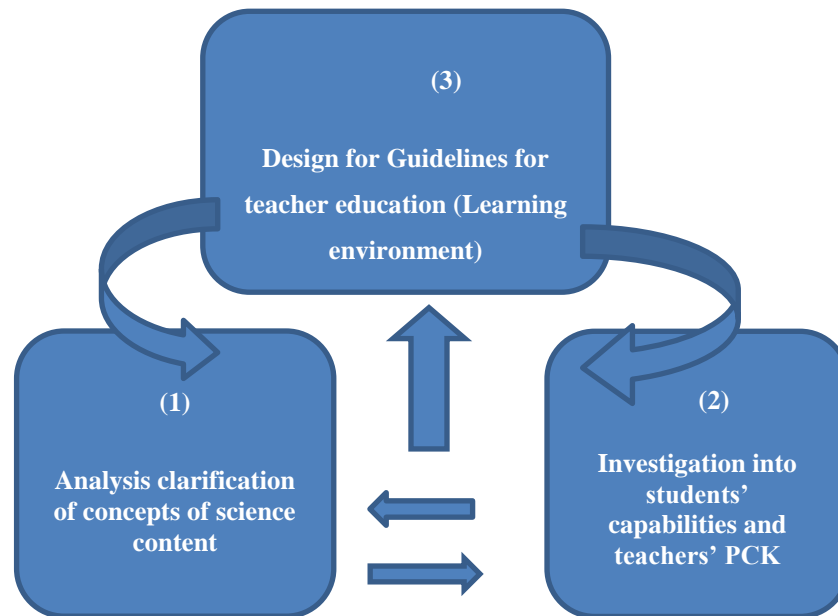 (3)
Design for Guidelines for
teacher education (Learning
environment)
(1)
Analysis clarification
of concepts of science
content
(2)
Investigation into
students’
capabilities and
teachers’ PCK